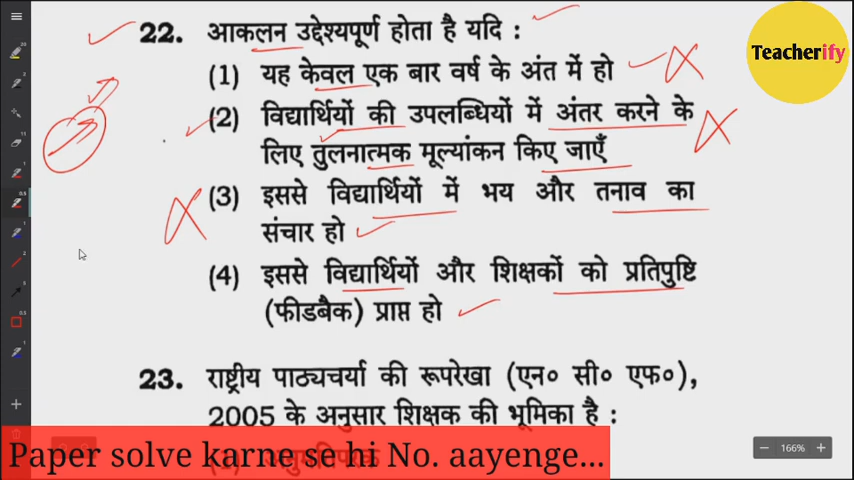 22. आकलन उद्देश्यपूर्ण होता है यदि :
(1) यह केवल एक बार वर्ष के अंत में हो
(2) विद्यार्थियों की उपलब्धियों में अंतर करने के
लिए तुलनात्मक मूल्यांकन किए जाएँ
(3) इससे विद्यार्थियों में भय और तनाव का
संचार हो
(4) इससे विद्यार्थियों और शिक्षकों को प्रतिपुष्टि
(फीडबैक) प्राप्त हो
23. राष्ट्रीय पाठ्यचर्या की रूपरेखा (एन० सी० एफ०),
2005 के अनुसार शिक्षक की भूमिका है :
Paper solve karne se hi No. aayenge...
Teacherify
166%